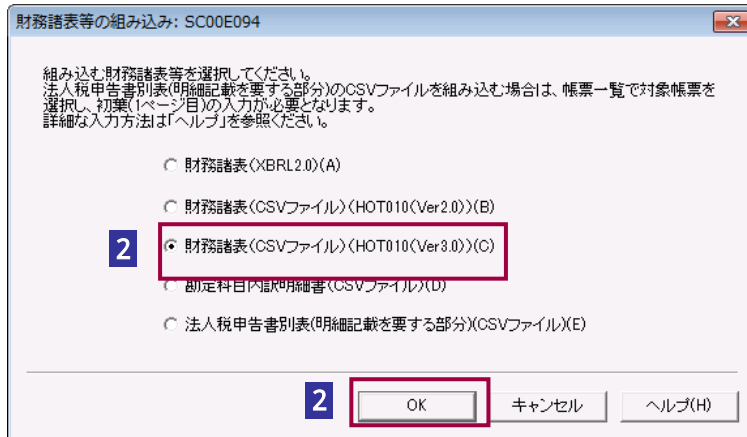 財務諸表等の組み込み: SC00E094
組み込む財務諸表等を選択してください。
法人税申告書別表(明細記載を要する部分)のCSVファイルを組み込む場合は、帳票一覧で対象帳票を
選択し、初葉(1ページ目)の入力が必要となります。
詳細な入力方法は「ヘルプ」を参照ください。
財務諸表(XBRL2.0)(A)
財務諸表(CSVファイル)(HOT010(Ver2.0))(B)
2 財務諸表(CSVファイル)(HOT010(Ver3.0))(C)
勘定科目内訳明細書(CSVファイル)(D)
法人税申告書別表(明細記載を要する部分)(CSVファイル)(E)
2 OK キャンセル ヘルプ(H)